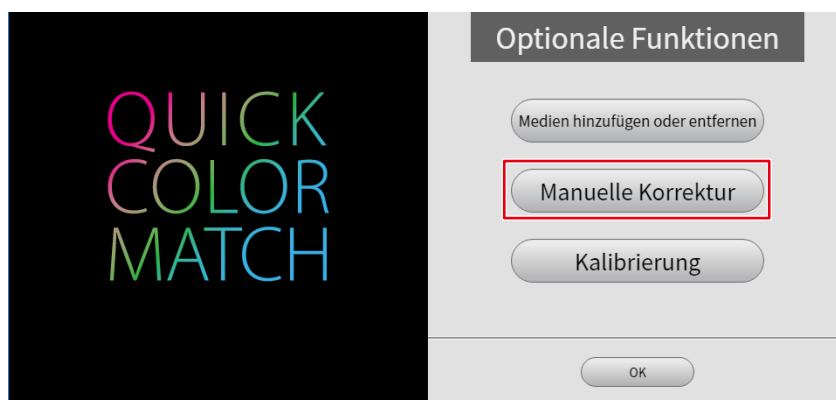 QUICK
COLOR
MATCH
Optionale Funktionen
Medien hinzufügen oder entfernen
Manuelle Korrektur
Kalibrierung
OK